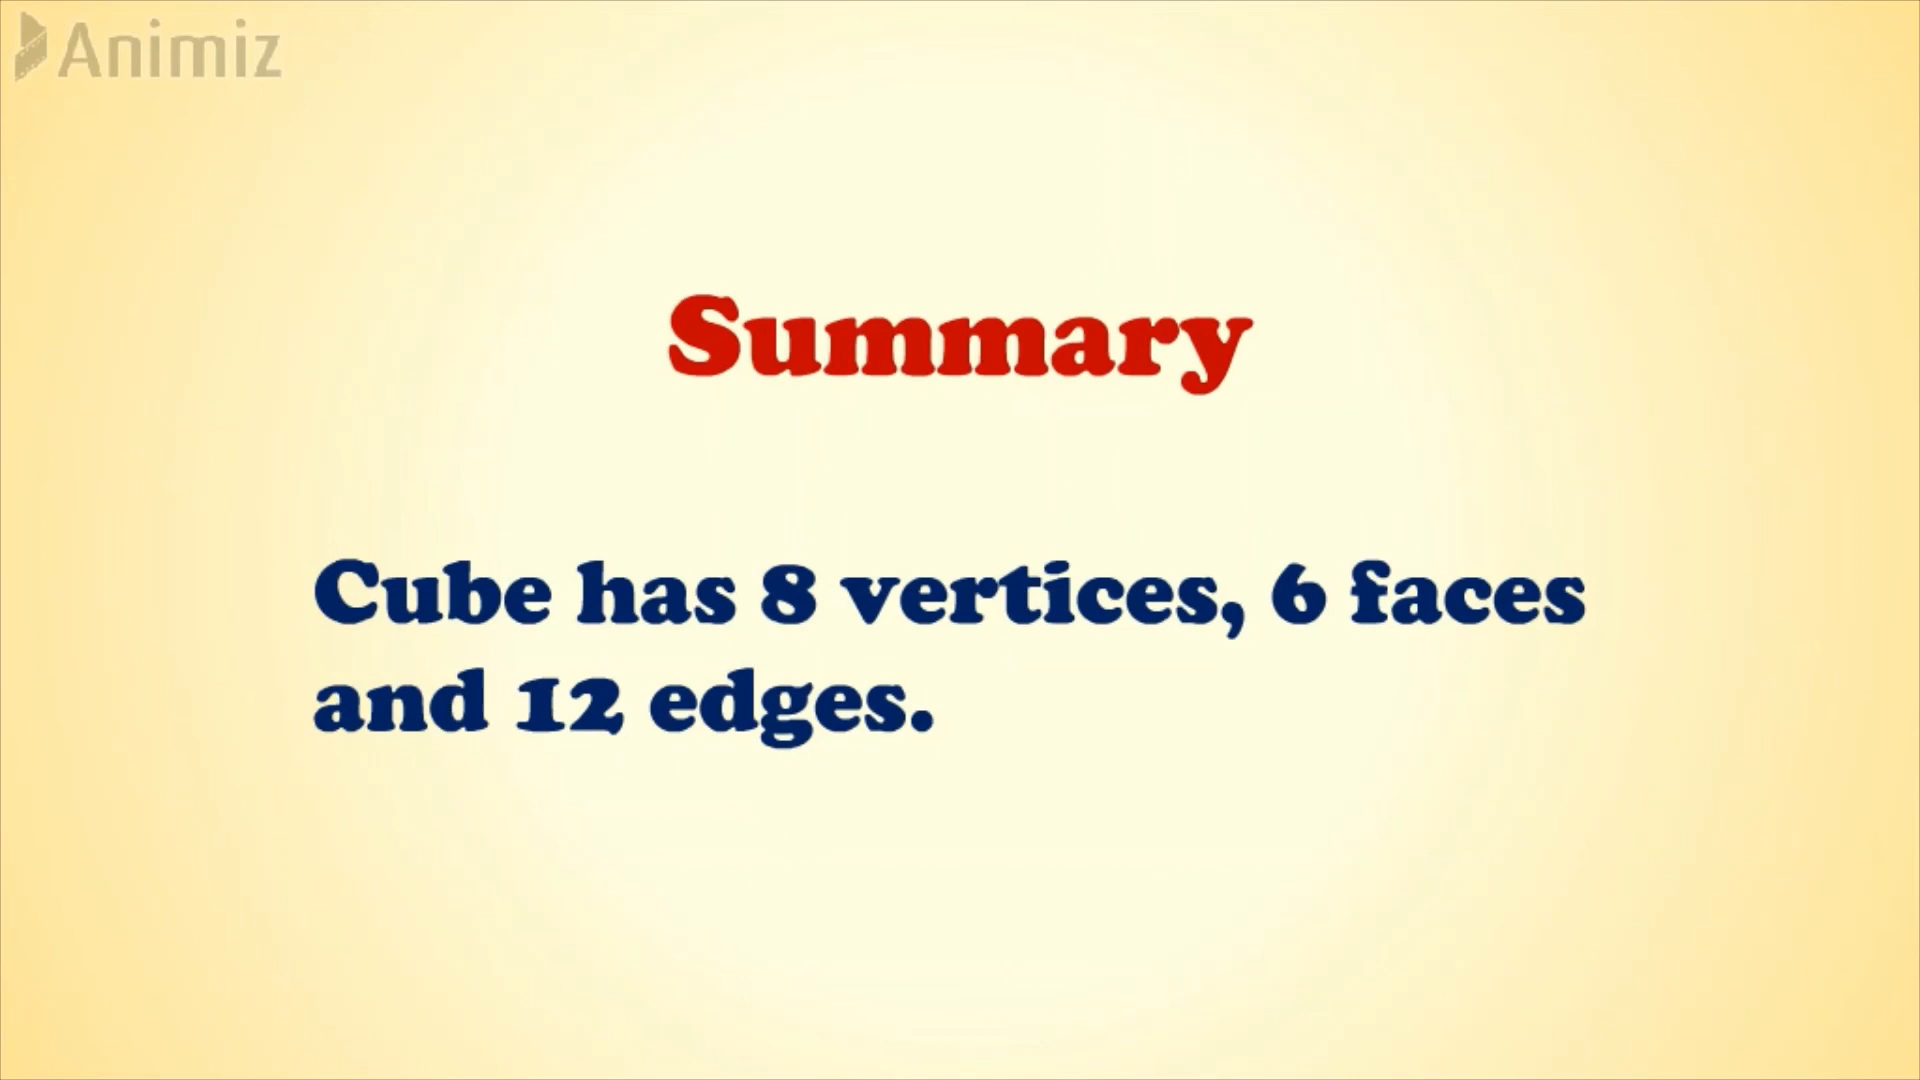 Animiz
Summary
Cube has 8 vertices, 6 faces
and 12 edges.